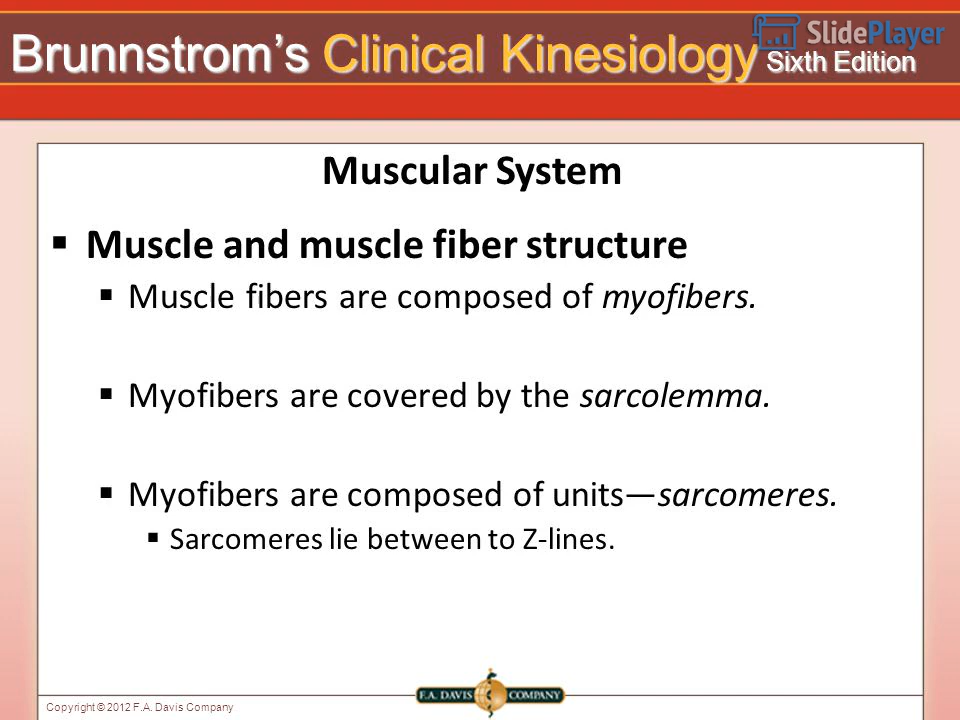 Brunnstrom’s Clinical Kinesiology Sixth Edition
SlidePlayer
Muscular System
▪ Muscle and muscle fiber structure
▪ Muscle fibers are composed of myofibers.
▪ Myofibers are covered by the sarcolemma.
▪ Myofibers are composed of units—sarcomeres.
▪ Sarcomeres lie between to Z-lines.
F.A. DAVIS COMPANY
Copyright © 2012 F.A. Davis Company